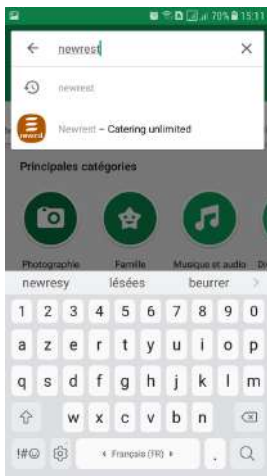 70% 15:11
newrest
newrest
newrest
Newrest – Catering unlimited
Principales catégories
Photographie Famille Musique et audio Di
newresy lésées beurrer
1 2 3 4 5 6 7 8 9 0
a z e r t y u i o p
q s d f g h j k l m
w x c v b n
!#☺ Français (FR) .